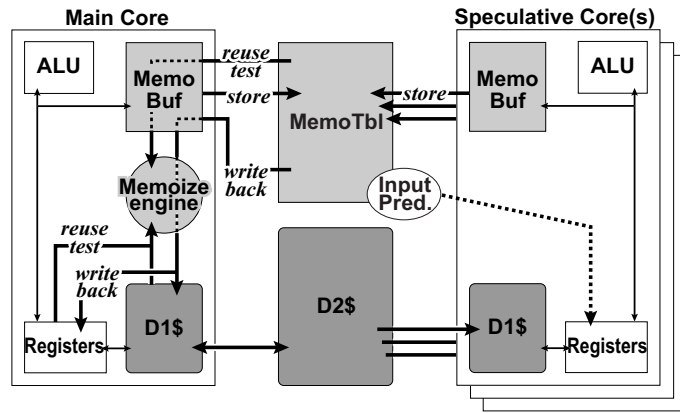 Main Core
Speculative Core(s)
ALU
Memo
Buf
reuse
test
store
MemoTbl
write
back
store
Memo
Buf
ALU
Memoize
engine
Input
Pred.
reuse
test
write
back
Registers
D1$
D2$
D1$
Registers